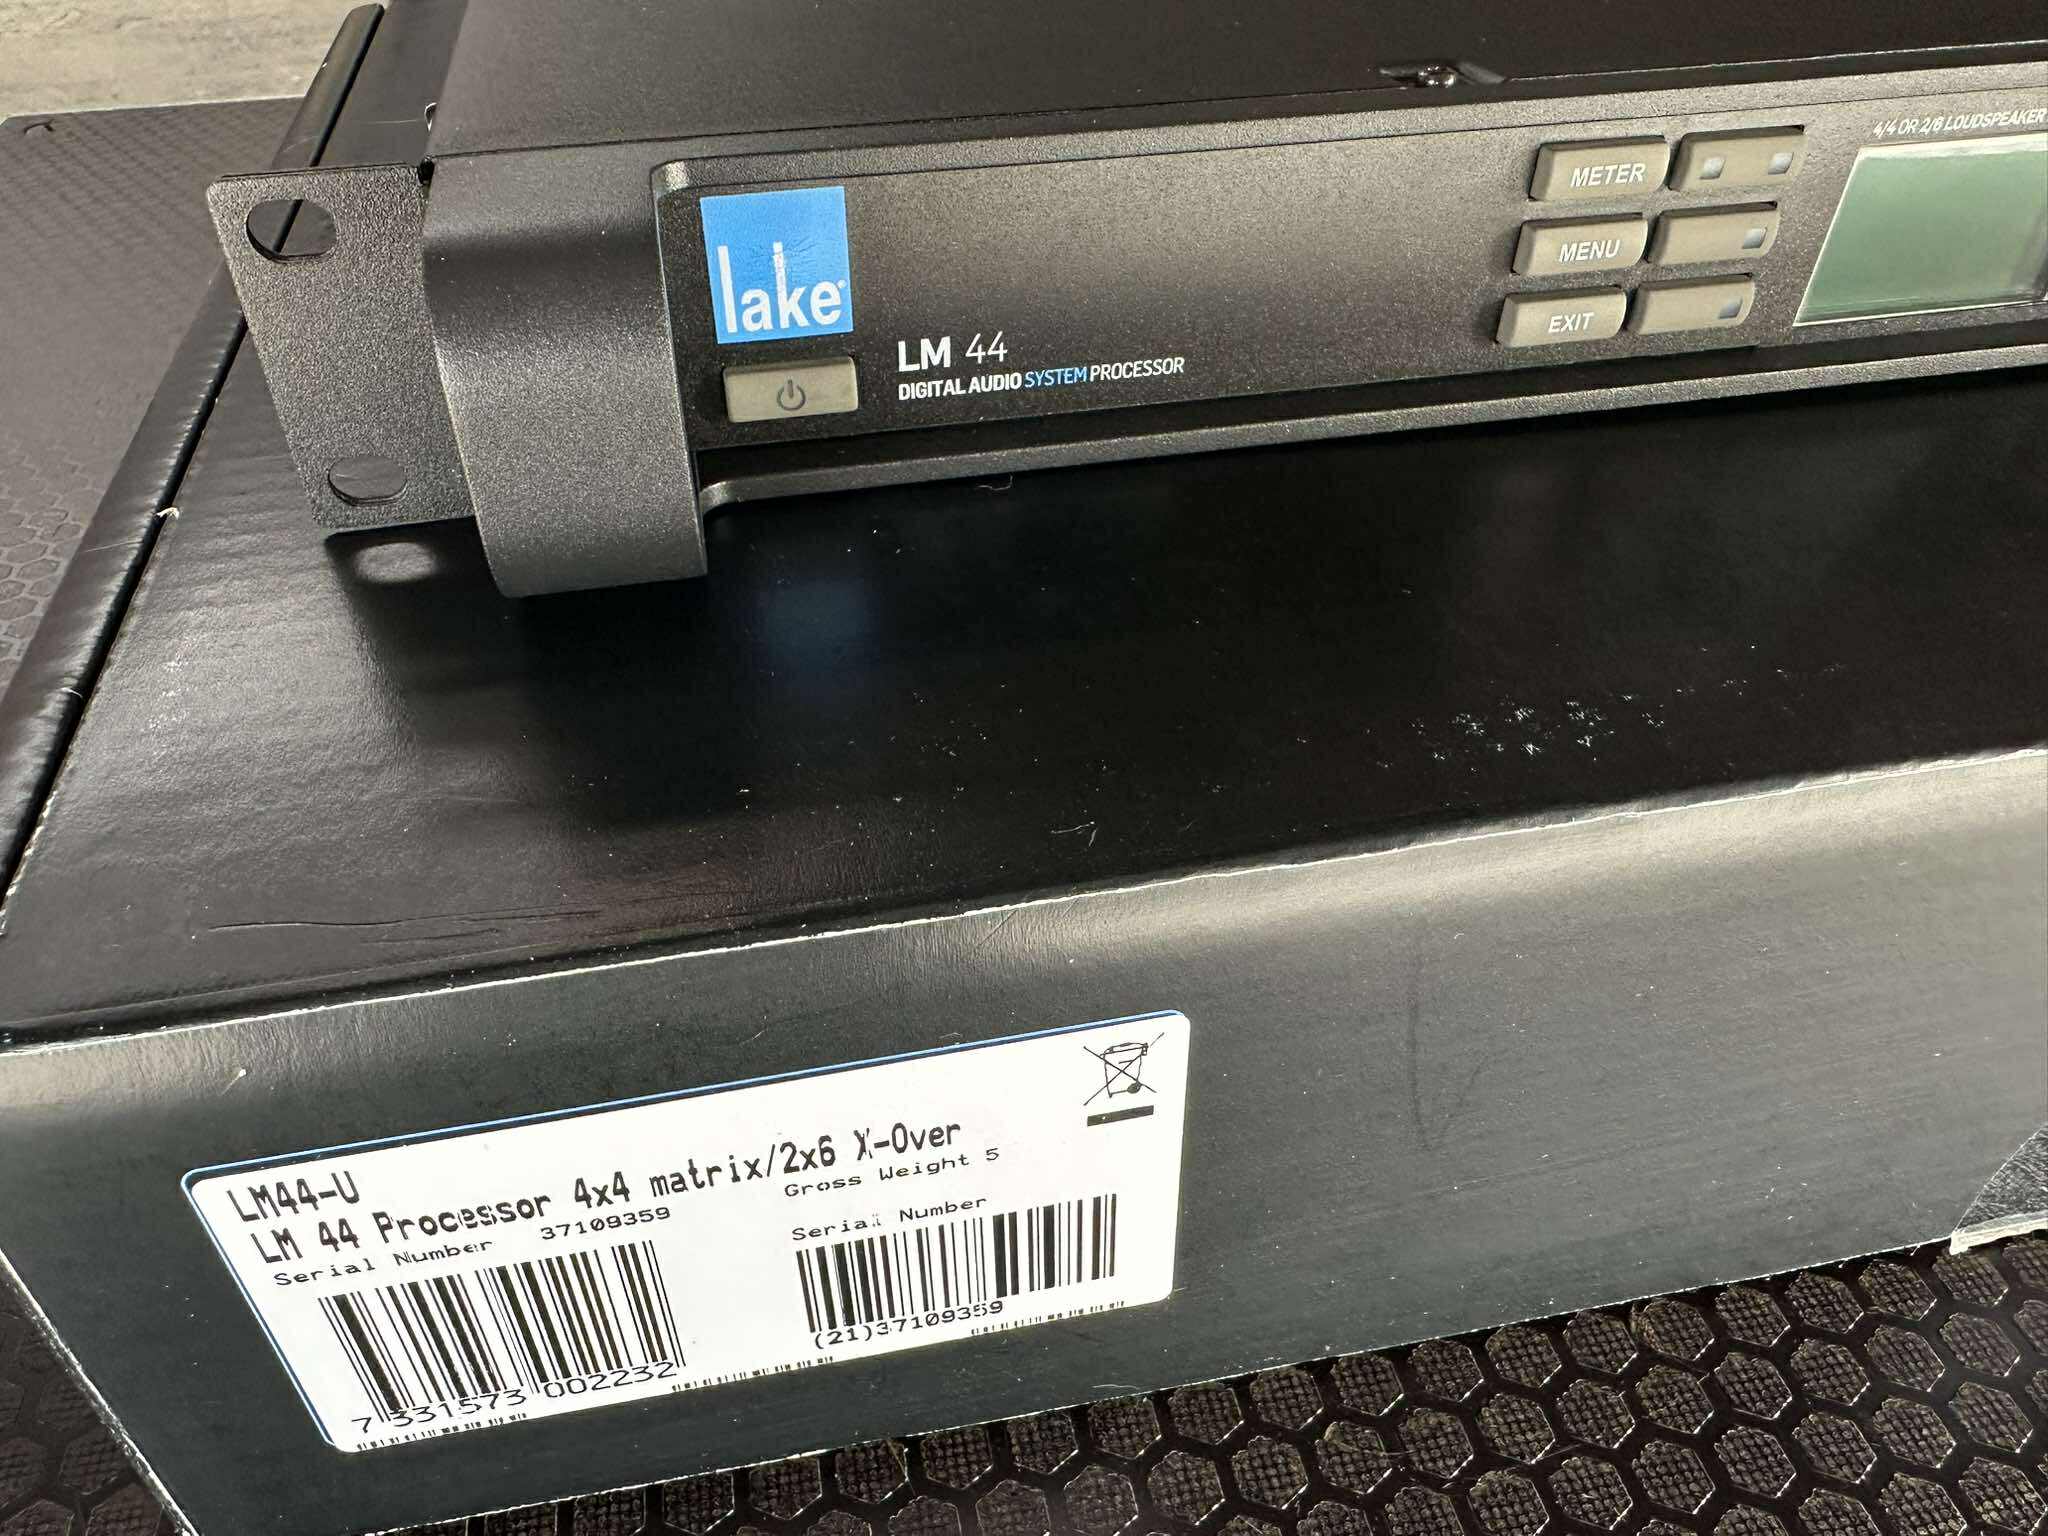 4/4 OR 2/6 LOUDSPEAKER
METER
MENU
EXIT
lake
LM 44
DIGITAL AUDIO SYSTEM PROCESSOR
LM44-U
LM 44 Processor 4x4 matrix/2x6 X-Over
Gross Weight 5
Serial Number 37109359
Serial Number
7 331573 002232
(21)37109359